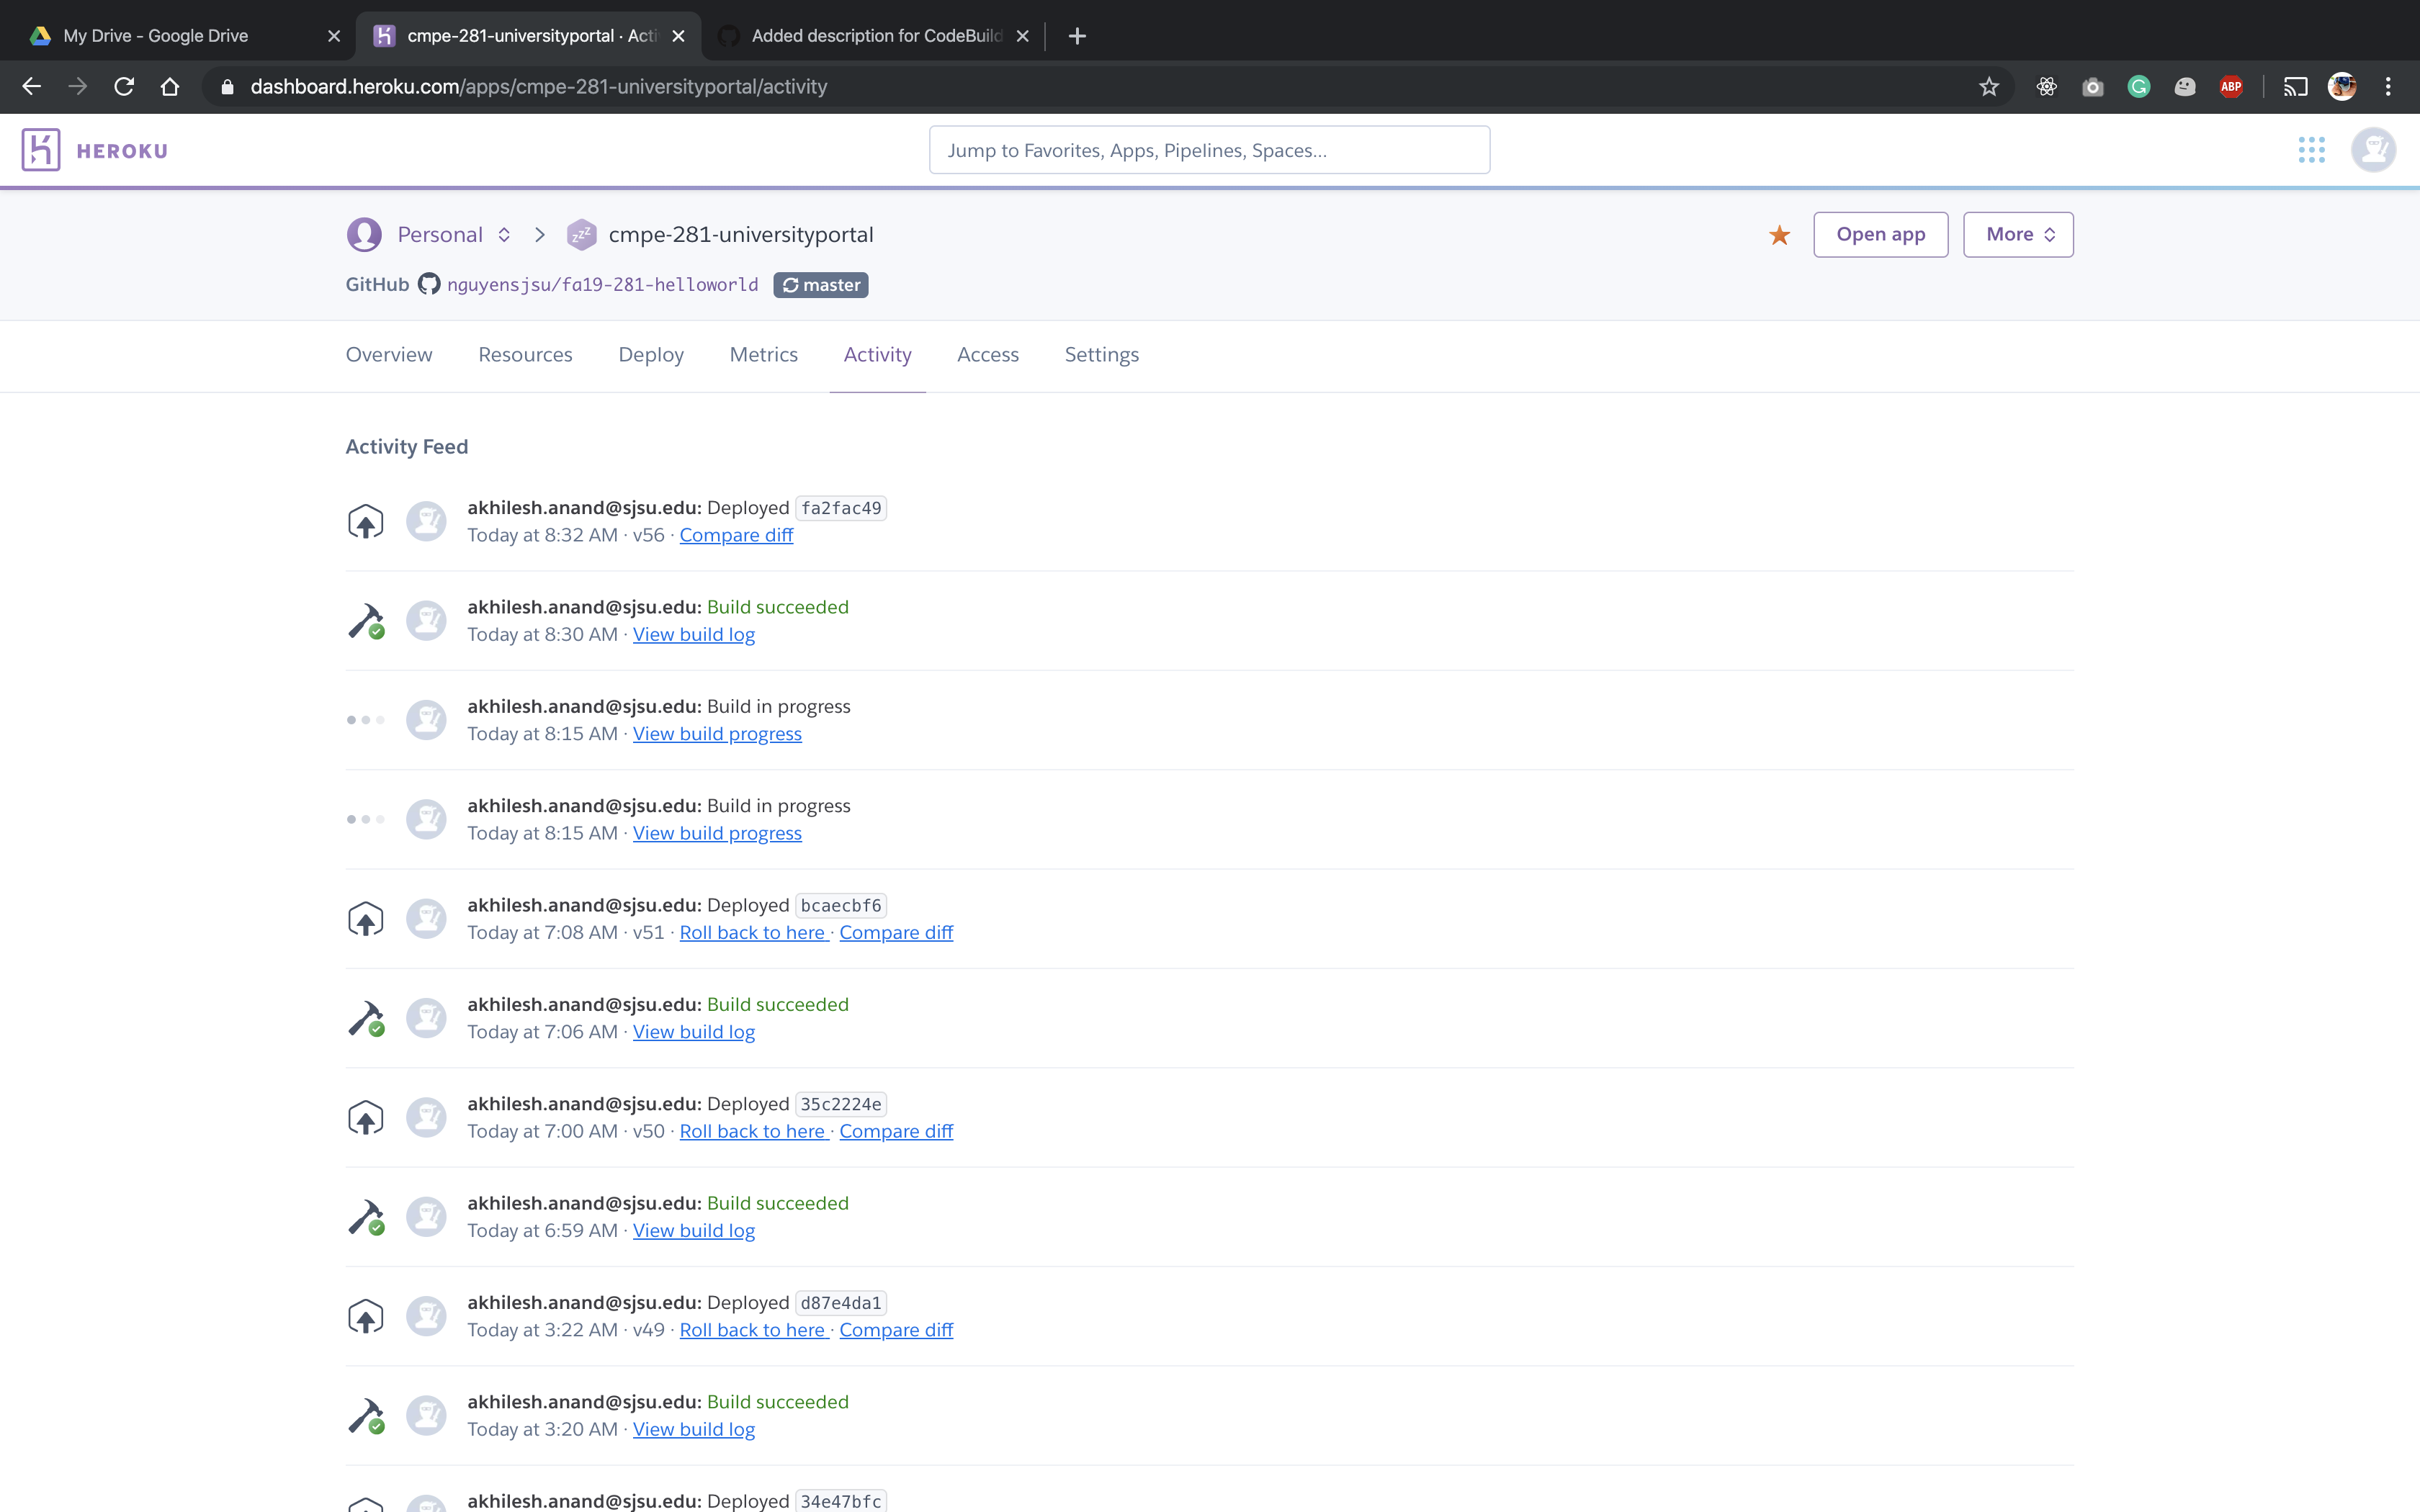 My Drive - Google Drive
cmpe-281-universityportal · Acti
Added description for CodeBuild
dashboard.heroku.com/apps/cmpe-281-universityportal/activity
ABP
HEROKU
Jump to Favorites, Apps, Pipelines, Spaces...
Personal
cmpe-281-universityportal
Open app
More
GitHub nguyensjsu/fa19-281-helloworld master
Overview Resources Deploy Metrics Activity Access Settings
Activity Feed
akhilesh.anand@sjsu.edu: Deployed fa2fac49
Today at 8:32 AM · v56 · Compare diff
akhilesh.anand@sjsu.edu: Build succeeded
Today at 8:30 AM · View build log
akhilesh.anand@sjsu.edu: Build in progress
Today at 8:15 AM · View build progress
akhilesh.anand@sjsu.edu: Build in progress
Today at 8:15 AM · View build progress
akhilesh.anand@sjsu.edu: Deployed bcaecbf6
Today at 7:08 AM · v51 · Roll back to here · Compare diff
akhilesh.anand@sjsu.edu: Build succeeded
Today at 7:06 AM · View build log
akhilesh.anand@sjsu.edu: Deployed 35c2224e
Today at 7:00 AM · v50 · Roll back to here · Compare diff
akhilesh.anand@sjsu.edu: Build succeeded
Today at 6:59 AM · View build log
akhilesh.anand@sjsu.edu: Deployed d87e4da1
Today at 3:22 AM · v49 · Roll back to here · Compare diff
akhilesh.anand@sjsu.edu: Build succeeded
Today at 3:20 AM · View build log
akhilesh.anand@sjsu.edu: Deployed 34e47bfc